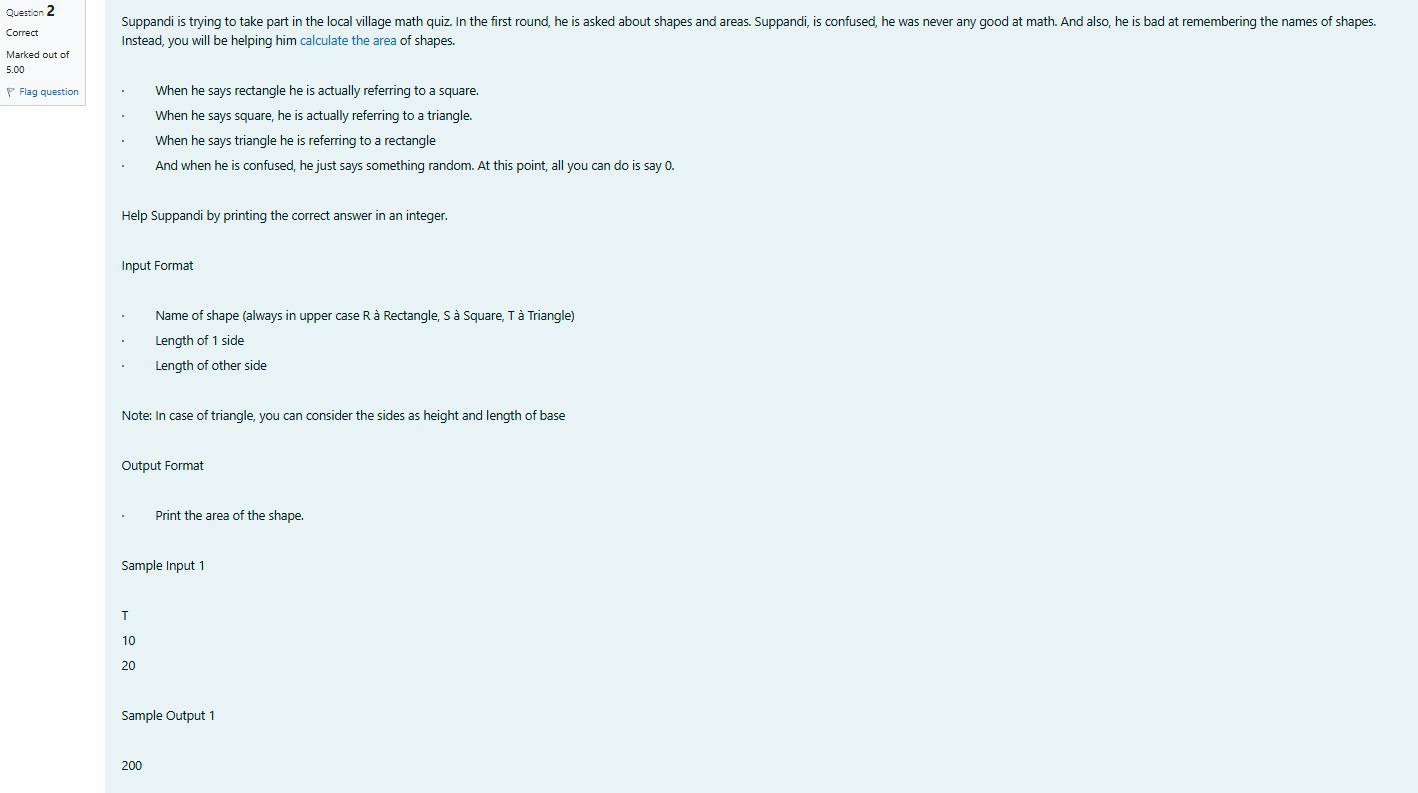 Question 2
Correct
Marked out of
5.00
Flag question
Suppandi is trying to take part in the local village math quiz. In the first round, he is asked about shapes and areas. Suppandi, is confused, he was never any good at math. And also, he is bad at remembering the names of shapes.
Instead, you will be helping him calculate the area of shapes.
· When he says rectangle he is actually referring to a square.
· When he says square, he is actually referring to a triangle.
· When he says triangle he is referring to a rectangle
· And when he is confused, he just says something random. At this point, all you can do is say 0.
Help Suppandi by printing the correct answer in an integer.
Input Format
· Name of shape (always in upper case R à Rectangle, S à Square, T à Triangle)
· Length of 1 side
· Length of other side
Note: In case of triangle, you can consider the sides as height and length of base
Output Format
· Print the area of the shape.
Sample Input 1
T
10
20
Sample Output 1
200